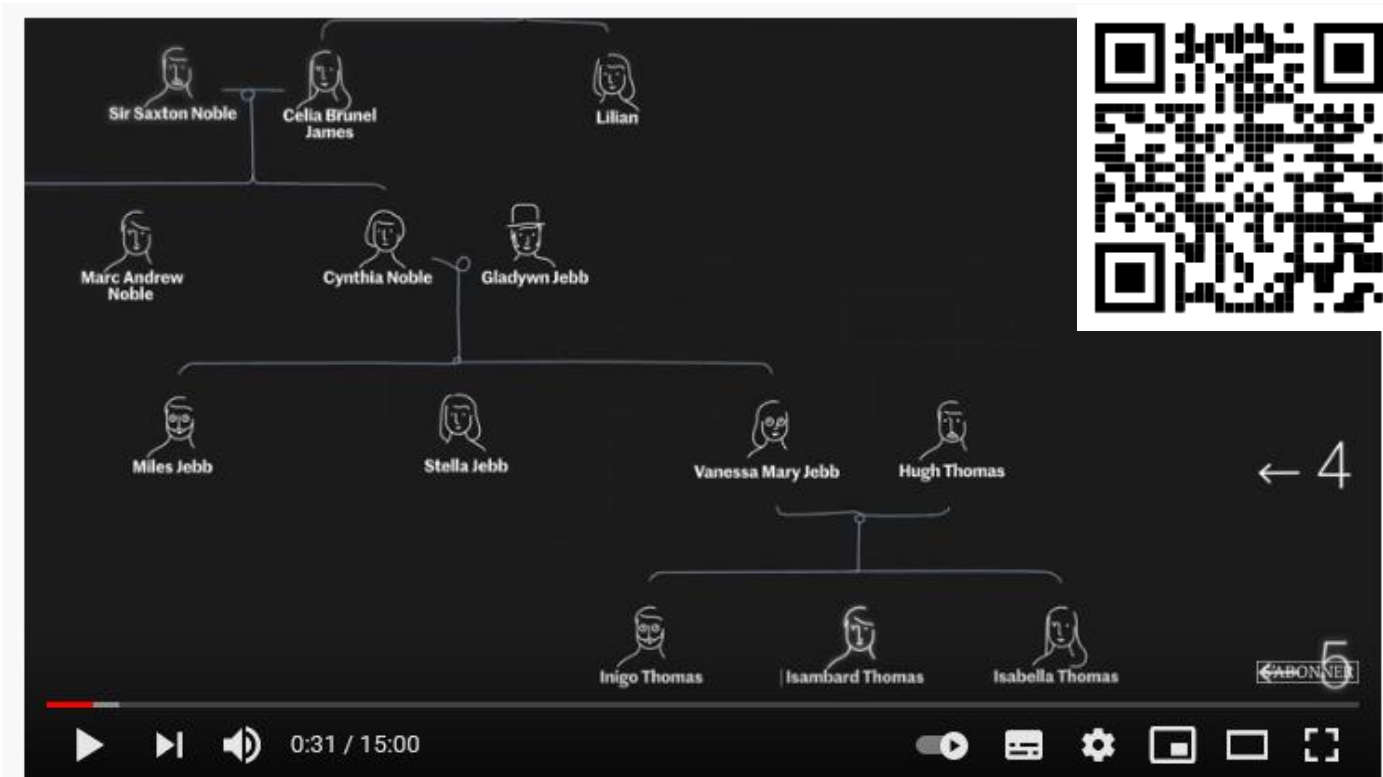 Sir Saxton Noble
Celia Brunel
James
Lilian
Marc Andrew
Noble
Cynthia Noble
Gladywn Jebb
Miles Jebb
Stella Jebb
Vanessa Mary Jebb
Hugh Thomas
← 4
Inigo Thomas
Isambard Thomas
Isabella Thomas
← 5
S'ABONNER
0:31 / 15:00